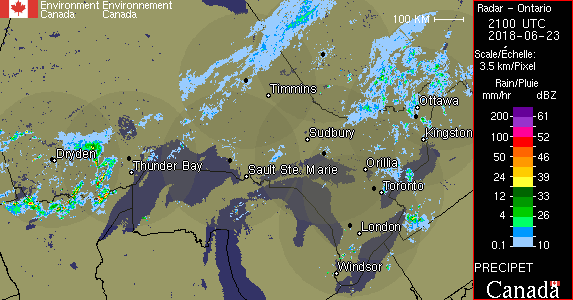 Environment Environnement
Canada Canada
100 KM
Timmins
Ottawa
Sudbury
Kingston
Dryden
Thunder Bay
Sault Ste. Marie
Orillia
Toronto
London
Windsor
Radar - Ontario
2100 UTC
2018-06-23
Scale/Échelle:
3.5 km/Pixel
Rain/Pluie
mm/hr dBZ
200 61
100 52
50 46
24 39
12 33
4 26
0.1 10
PRECIPET
Canada